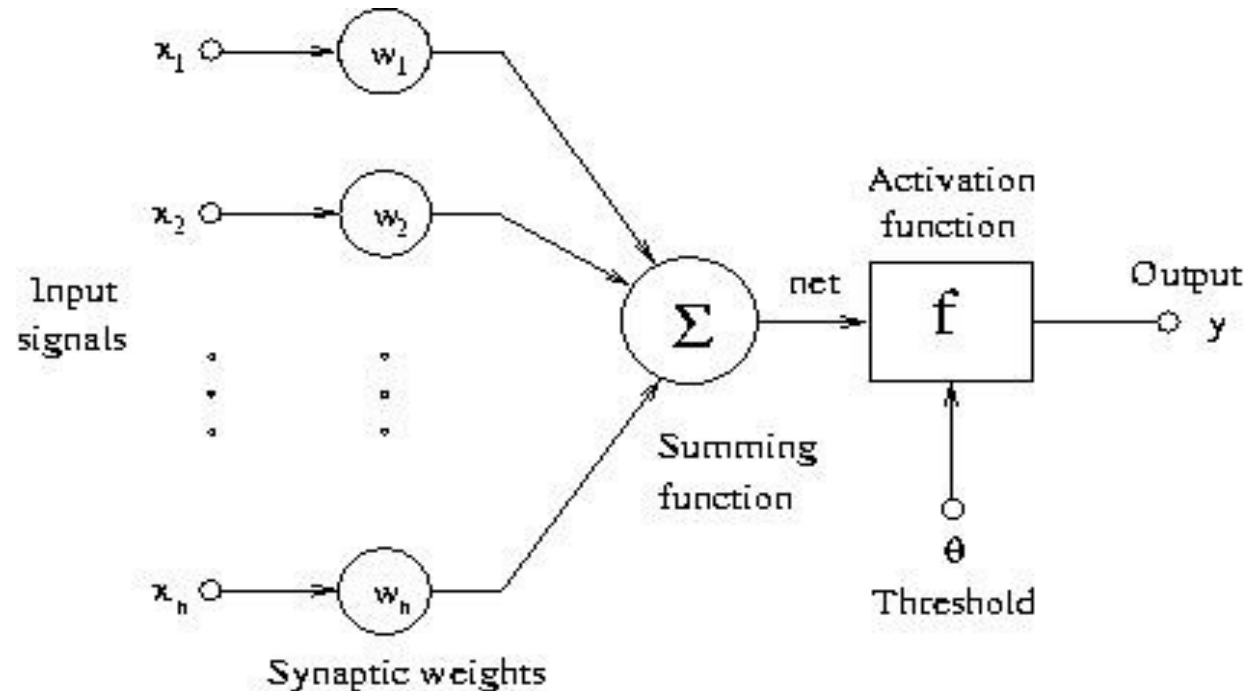 x₁
w₁
x₂
w₂
Activation
function
Input
signals
net
f
Output
y
Σ
Summing
function
θ
Threshold
xₙ
wₙ
Synaptic weights